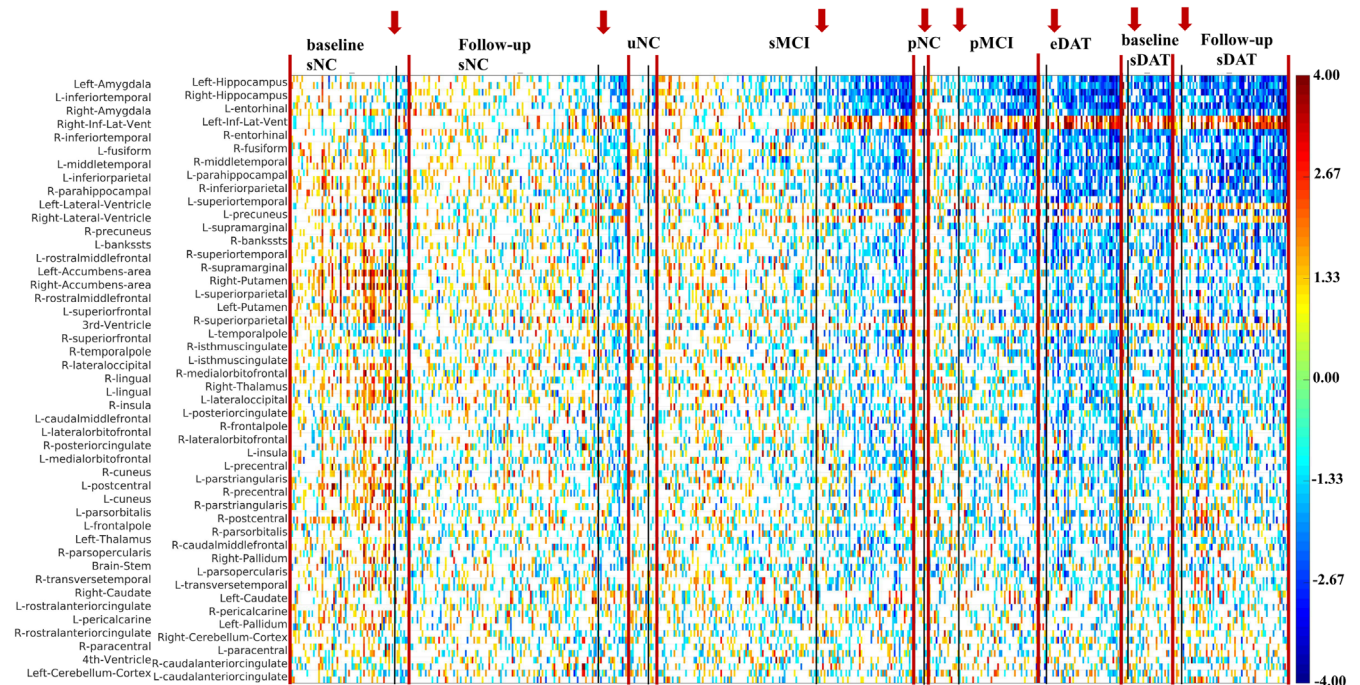 baseline
sNC
Follow-up
sNC
uNC
sMCI
pNC
pMCI
eDAT
baseline
sDAT
Follow-up
sDAT
Left-Amygdala
L-inferiortemporal
Right-Amygdala
Right-Inf-Lat-Vent
R-inferiortemporal
L-fusiform
L-middletemporal
L-inferiorparietal
R-parahippocampal
Left-Lateral-Ventricle
Right-Lateral-Ventricle
R-precuneus
L-bankssts
L-rostralmiddlefrontal
Left-Accumbens-area
Right-Accumbens-area
R-rostralmiddlefrontal
L-superiorfrontal
3rd-Ventricle
R-superiorfrontal
R-temporalpole
R-lateraloccipital
R-lingual
L-lingual
R-insula
L-caudalmiddlefrontal
L-lateralorbitofrontal
R-posteriorcingulate
L-medialorbitofrontal
R-cuneus
L-postcentral
L-cuneus
L-parsorbitalis
L-frontalpole
Left-Thalamus
R-parsopercularis
Brain-Stem
R-transversetemporal
Right-Caudate
L-rostralanteriorcingulate
L-pericalcarine
R-rostralanteriorcingulate
R-paracentral
4th-Ventricle
Left-Cerebellum-Cortex
Left-Hippocampus
Right-Hippocampus
L-entorhinal
Left-Inf-Lat-Vent
R-entorhinal
R-fusiform
R-middletemporal
L-parahippocampal
R-inferiorparietal
L-superiortemporal
L-precuneus
L-supramarginal
R-bankssts
R-superiortemporal
R-supramarginal
Right-Putamen
L-superiorparietal
Left-Putamen
R-superiorparietal
L-temporalpole
R-isthmuscingulate
L-isthmuscingulate
R-medialorbitofrontal
Right-Thalamus
L-lateraloccipital
L-posteriorcingulate
R-frontalpole
R-lateralorbitofrontal
L-insula
L-precentral
L-parstriangularis
R-precentral
R-parstriangularis
R-postcentral
R-parsorbitalis
R-caudalmiddlefrontal
Right-Pallidum
L-parsopercularis
L-transversetemporal
Left-Caudate
R-pericalcarine
Left-Pallidum
Right-Cerebellum-Cortex
L-paracentral
R-caudalanteriorcingulate
L-caudalanteriorcingulate
4.00
2.67
1.33
0.00
-1.33
-2.67
-4.00